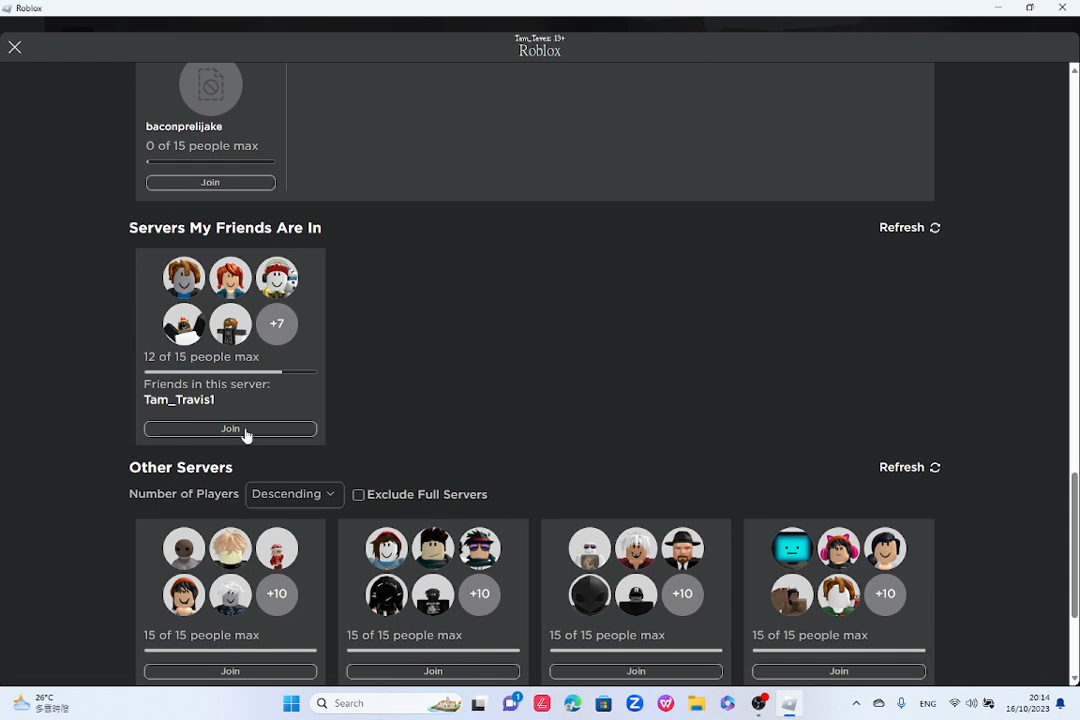 Roblox
Tam_Tevez: 13+
Roblox
baconprelijake
0 of 15 people max
Join
Servers My Friends Are In
Refresh
+7
12 of 15 people max
Friends in this server:
Tam_Travis1
Join
Other Servers
Refresh
Number of Players Descending Exclude Full Servers
+10 +10 +10 +10
15 of 15 people max 15 of 15 people max 15 of 15 people max 15 of 15 people max
Join Join Join Join
26°C
Search
1
ENG
20:14
16/10/2023